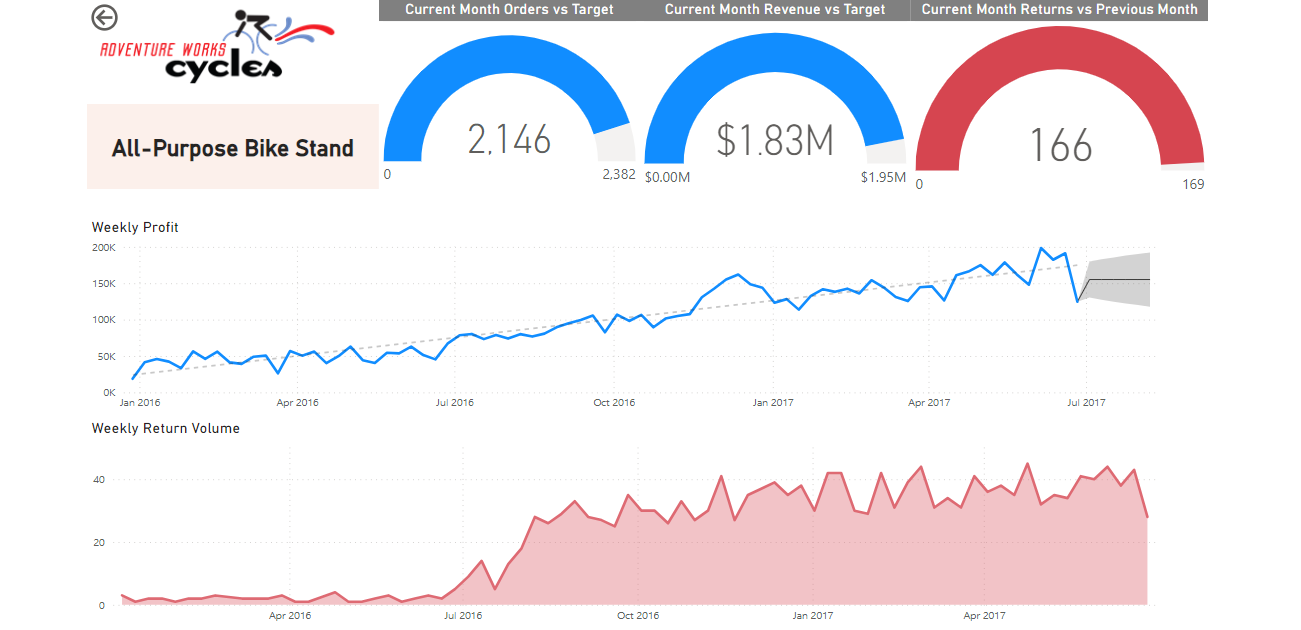 Current Month Orders vs Target
Current Month Revenue vs Target
Current Month Returns vs Previous Month
ADVENTURE WORKS
cycles
All-Purpose Bike Stand
2,146
0
2,382
$1.83M
$0.00M
$1.95M
166
0
169
Weekly Profit
200K
150K
100K
50K
0K
Jan 2016
Apr 2016
Jul 2016
Oct 2016
Jan 2017
Apr 2017
Jul 2017
Weekly Return Volume
40
20
0
Apr 2016
Jul 2016
Oct 2016
Jan 2017
Apr 2017